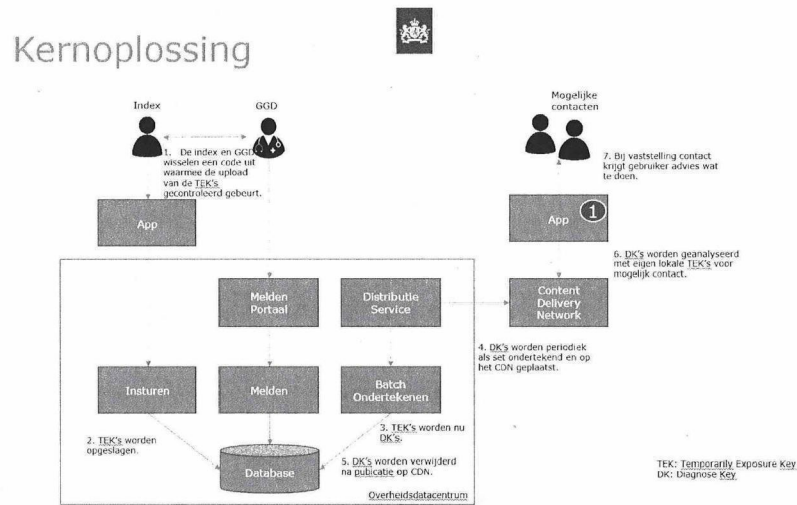 Kernoplossing
Index
GGD
Mogelijke
contacten
1. De index en GGD
wisselen een code uit
waarmee de upload
van de TEK's
gecontroleerd gebeurt.
7. Bij vaststelling contact
krijgt gebruiker advies wat
te doen.
App
App
1
6. DK's worden geanalyseerd
met eigen lokale TEK's voor
mogelijk contact.
Melden
Portaal
Distributie
Service
Content
Delivery
Network
4. DK's worden periodiek
als set ondertekend en op
het CDN geplaatst.
Insturen
Melden
Batch
Ondertekenen
2. TEK's worden
opgeslagen.
3. TEK's worden nu
DK's.
Database
5. DK's worden verwijderd
na pubicatie op CDN.
Overheidsdatacentrum
TEK: Temporarily Exposure Key
DK: Diagnose Key